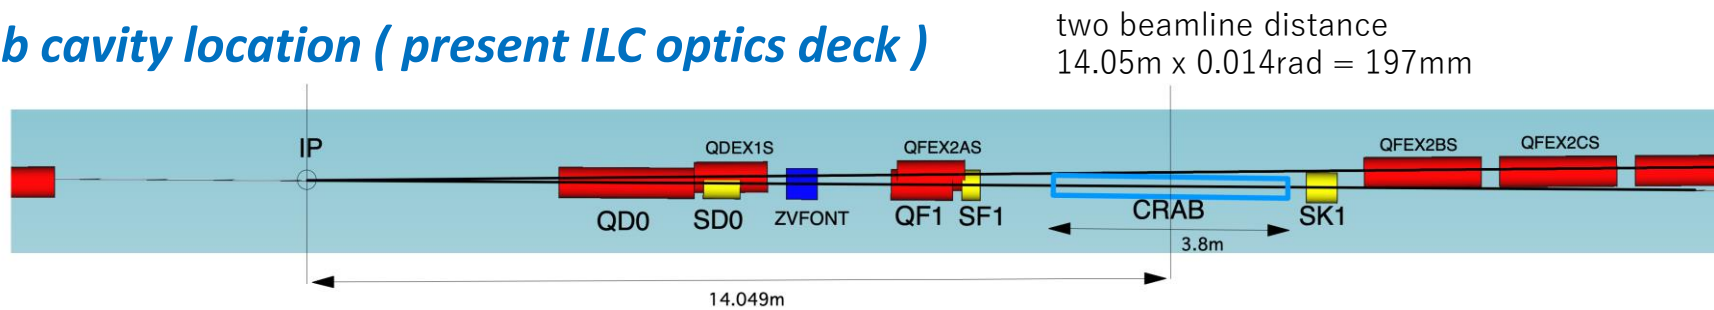 b cavity location ( present ILC optics deck )
two beamline distance
14.05m x 0.014rad = 197mm
IP
QDEX1S
QFEX2AS
QFEX2BS
QFEX2CS
QD0
SD0
ZVFONT
QF1
SF1
CRAB
SK1
3.8m
14.049m